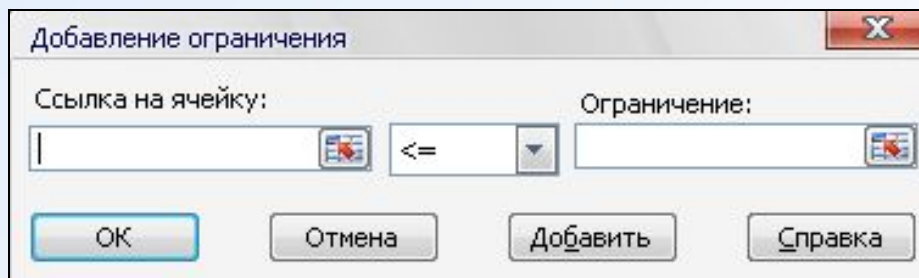 Добавление ограничения
Ссылка на ячейку:
Ограничение:
<=
ОК
Отмена
Добавить
Справка